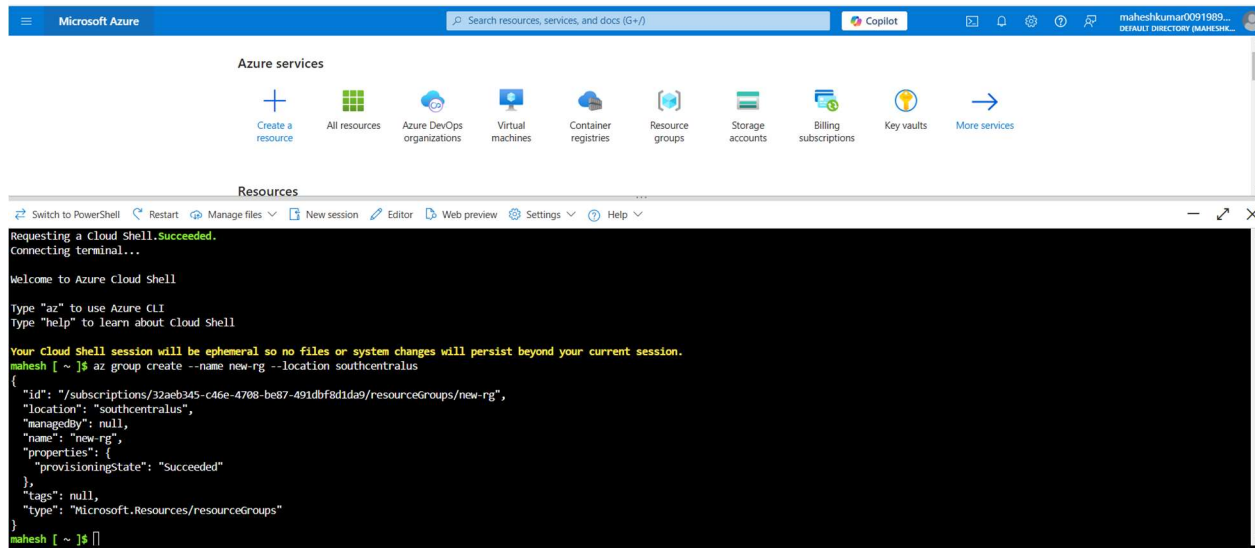 Microsoft Azure
Search resources, services, and docs (G+/)
Copilot
maheshkumar0091989...
DEFAULT DIRECTORY (MAHESHK...
Azure services
Create a resource
All resources
Azure DevOps organizations
Virtual machines
Container registries
Resource groups
Storage accounts
Billing subscriptions
Key vaults
More services
Resources
Switch to PowerShell Restart Manage files New session Editor Web preview Settings Help
Requesting a Cloud Shell.Succeeded.
Connecting terminal...
Welcome to Azure Cloud Shell
Type "az" to use Azure CLI
Type "help" to learn about Cloud Shell
Your Cloud Shell session will be ephemeral so no files or system changes will persist beyond your current session.
mahesh [ ~ ]$ az group create --name new-rg --location southcentralus
{
  "id": "/subscriptions/32aeb345-c46e-4708-be87-491dbf8d1da9/resourceGroups/new-rg",
  "location": "southcentralus",
  "managedBy": null,
  "name": "new-rg",
  "properties": {
    "provisioningState": "Succeeded"
  },
  "tags": null,
  "type": "Microsoft.Resources/resourceGroups"
}
mahesh [ ~ ]$